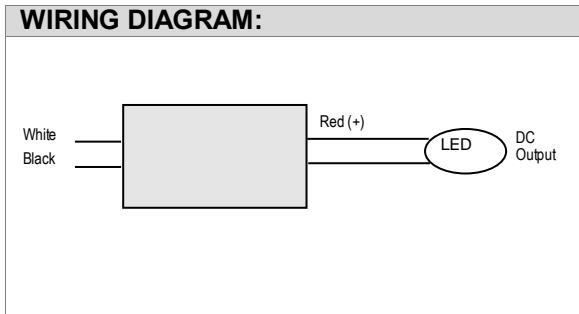 WIRING DIAGRAM:
White
Black
Red (+)
LED
DC
Output